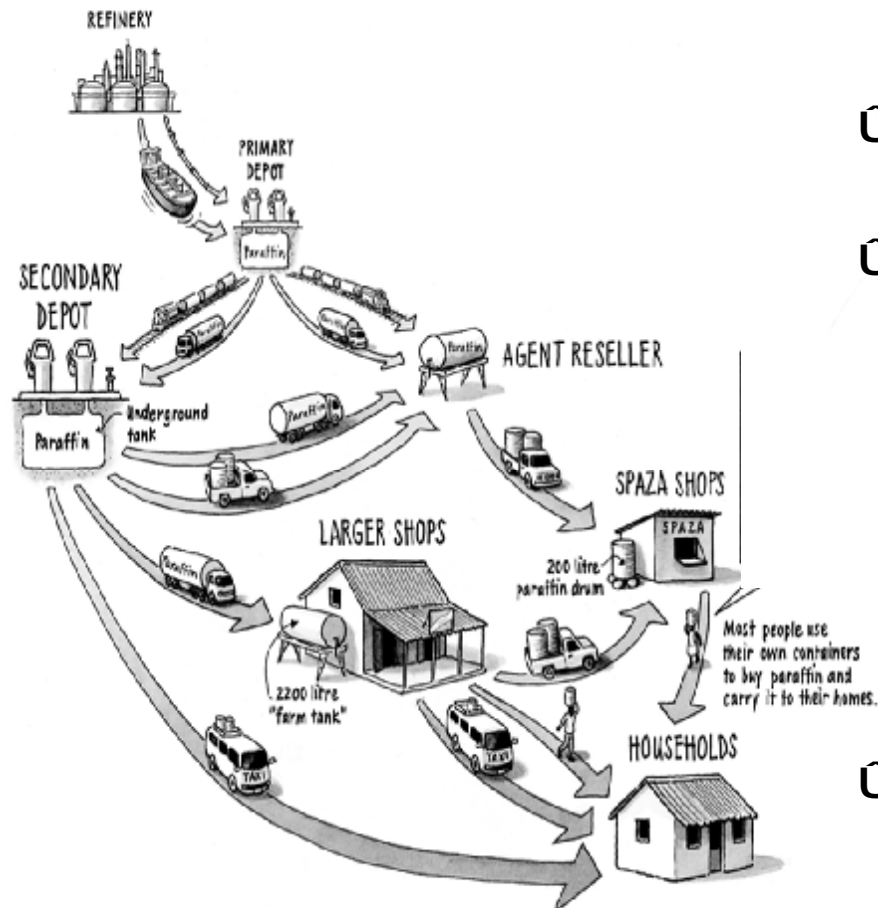 REFINERY
PRIMARY
DEPOT
Paraffin
SECONDARY
DEPOT
Paraffin
Paraffin
Paraffin
AGENT RESELLER
Underground
tank
Paraffin
Paraffin
SPAZA SHOPS
SPAZA
LARGER SHOPS
200 litre
paraffin drum
Paraffin
Most people use
their own containers
to buy paraffin and
carry it to their homes.
2200 litre
"farm tank"
TAXI
TAXI
HOUSEHOLDS